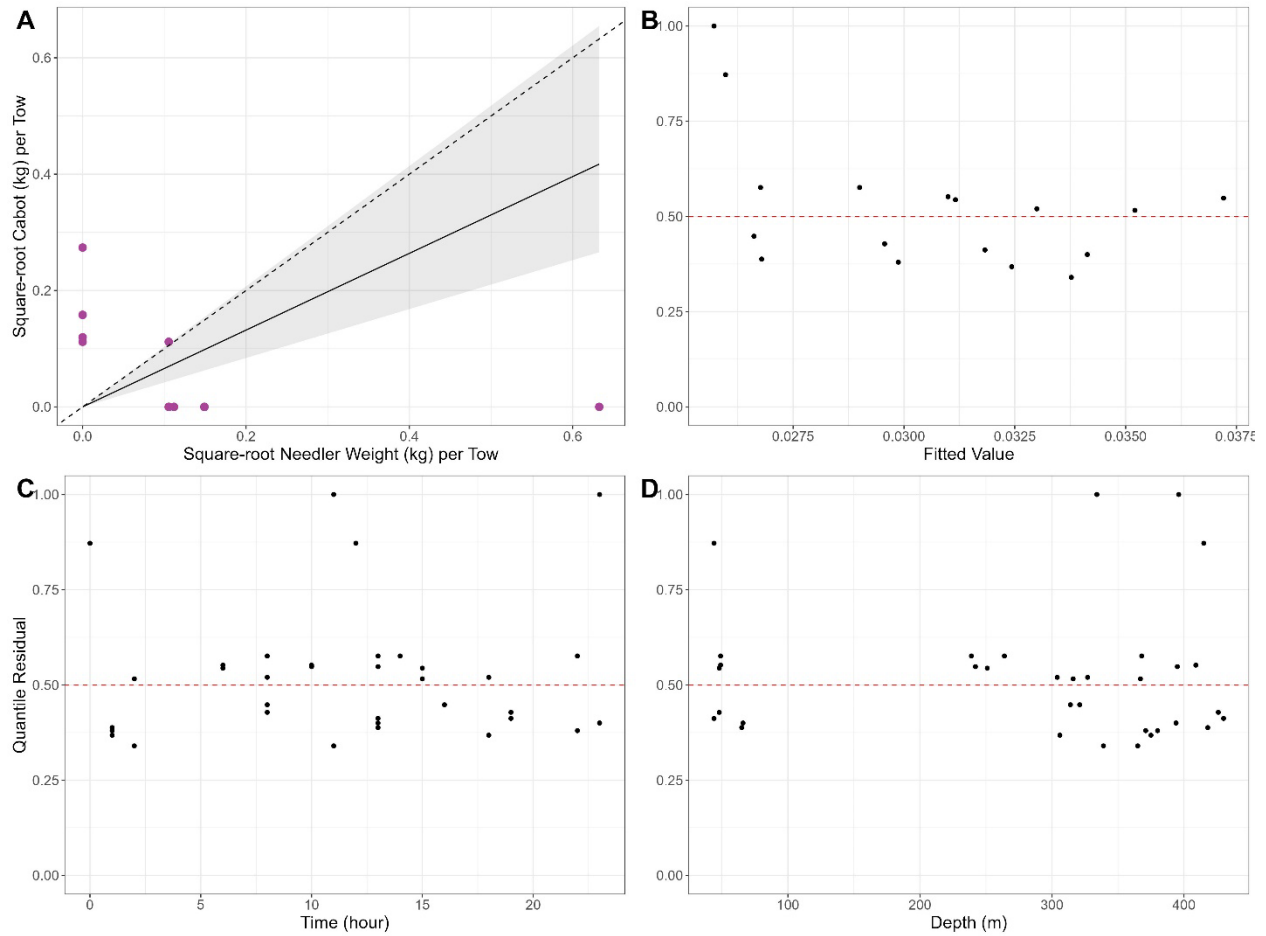 A
Square-root Cabot (kg) per Tow
0.6
0.4
0.2
0.0
0.0 0.2 0.4 0.6
Square-root Needler Weight (kg) per Tow
B
1.00
0.75
0.50
0.25
0.00
0.0275 0.0300 0.0325 0.0350 0.0375
Fitted Value
C
Quantile Residual
1.00
0.75
0.50
0.25
0.00
0 5 10 15 20
Time (hour)
D
1.00
0.75
0.50
0.25
0.00
100 200 300 400
Depth (m)